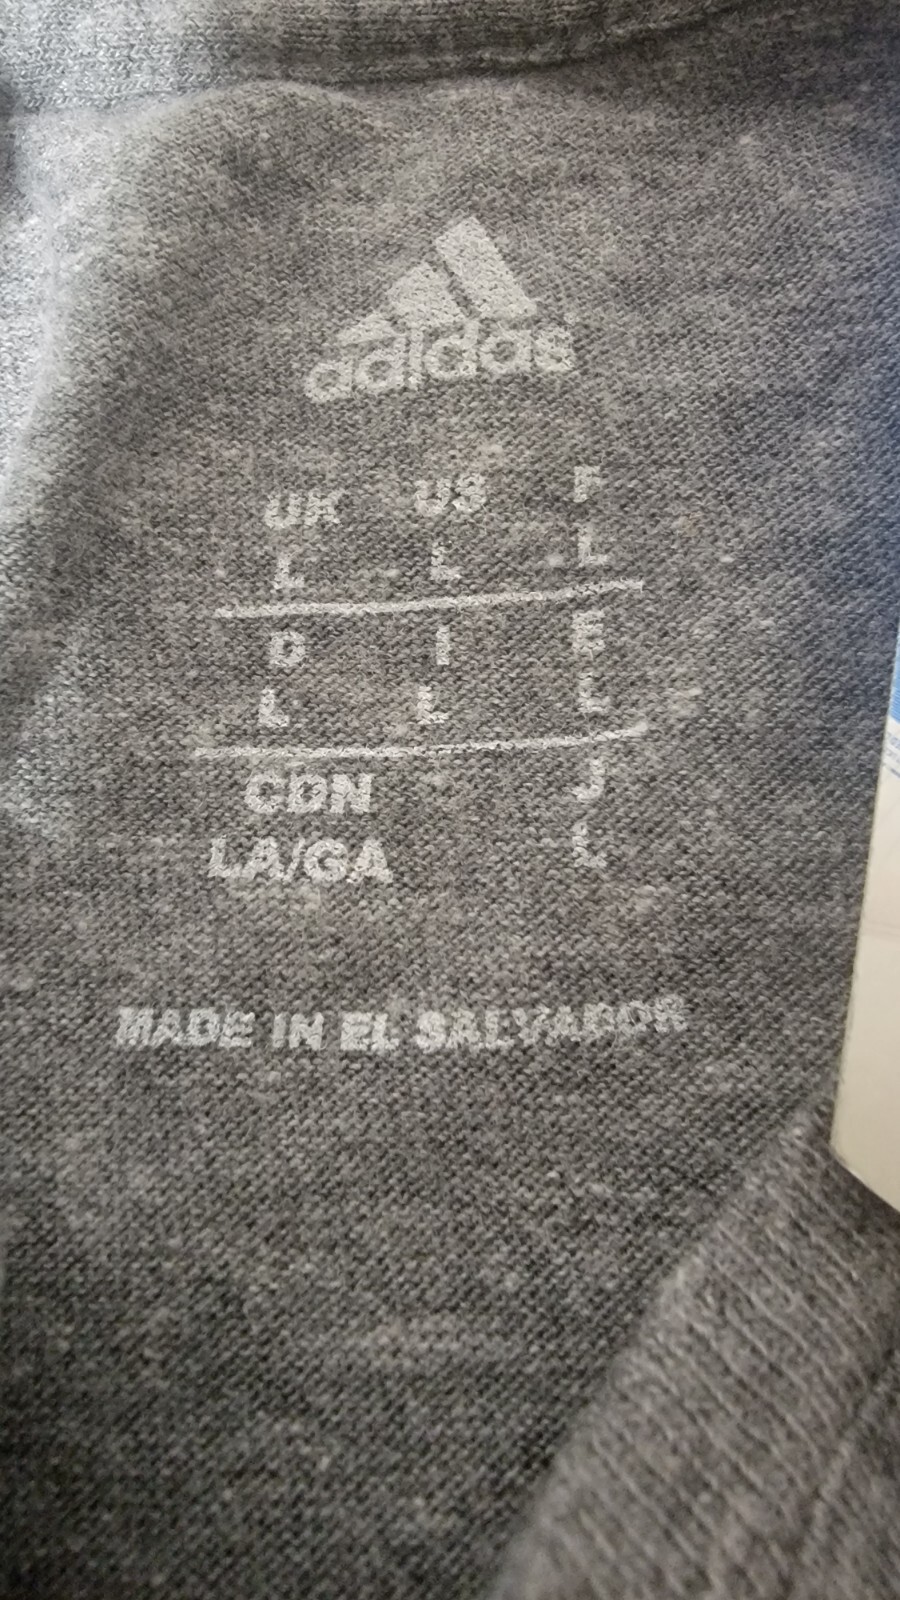 adidas
UK US F
L L L
D I E
L L L
CDN J
LA/GA L
MADE IN EL SALVADOR